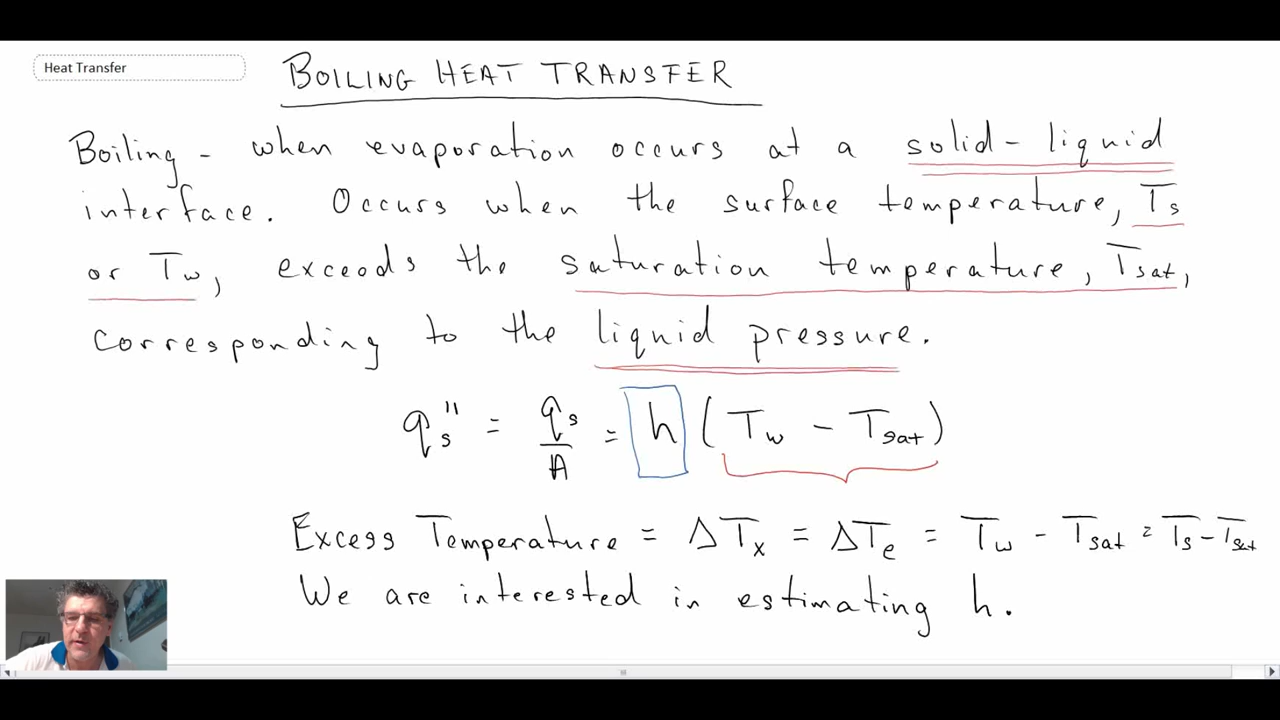 Heat Transfer
BOILING HEAT TRANSFER
Boiling - when evaporation occurs at a solid-liquid
interface. Occurs when the surface temperature, Ts
or Tw, exceeds the saturation temperature, Tsat,
corresponding to the liquid pressure.
qs" = qs/A = h (Tw - Tsat)
Excess Temperature = ΔTx = ΔTe = Tw - Tsat = Ts - Tsat
We are interested in estimating h.